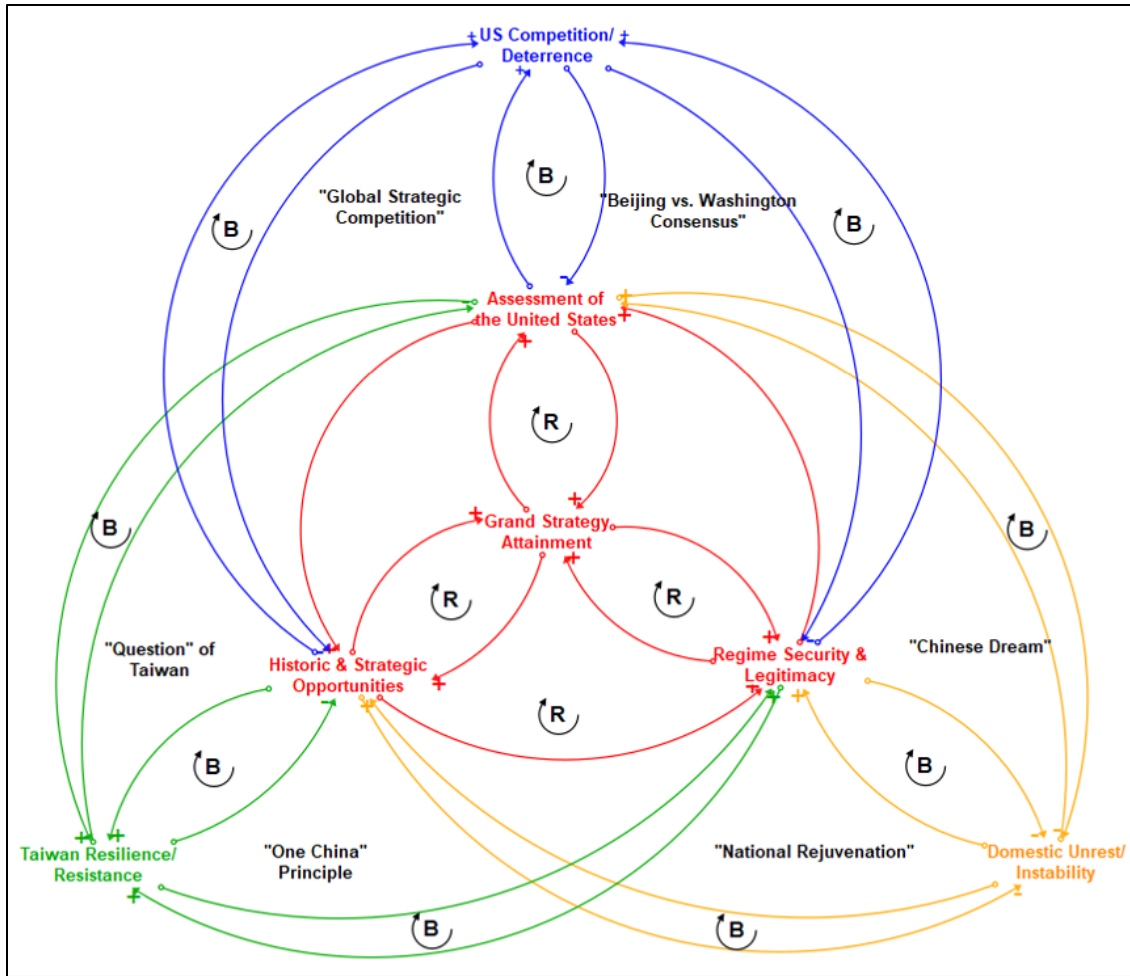 US Competition/
Deterrence
B
"Global Strategic
Competition"
"Beijing vs. Washington
Consensus"
B
B
Assessment of
the United States
R
B
Grand Strategy
Attainment
B
R
R
"Question" of
Taiwan
Historic & Strategic
Opportunities
Regime Security &
Legitimacy
"Chinese Dream"
R
B
B
Taiwan Resilience/
Resistance
"One China"
Principle
"National Rejuvenation"
Domestic Unrest/
Instability
B
B